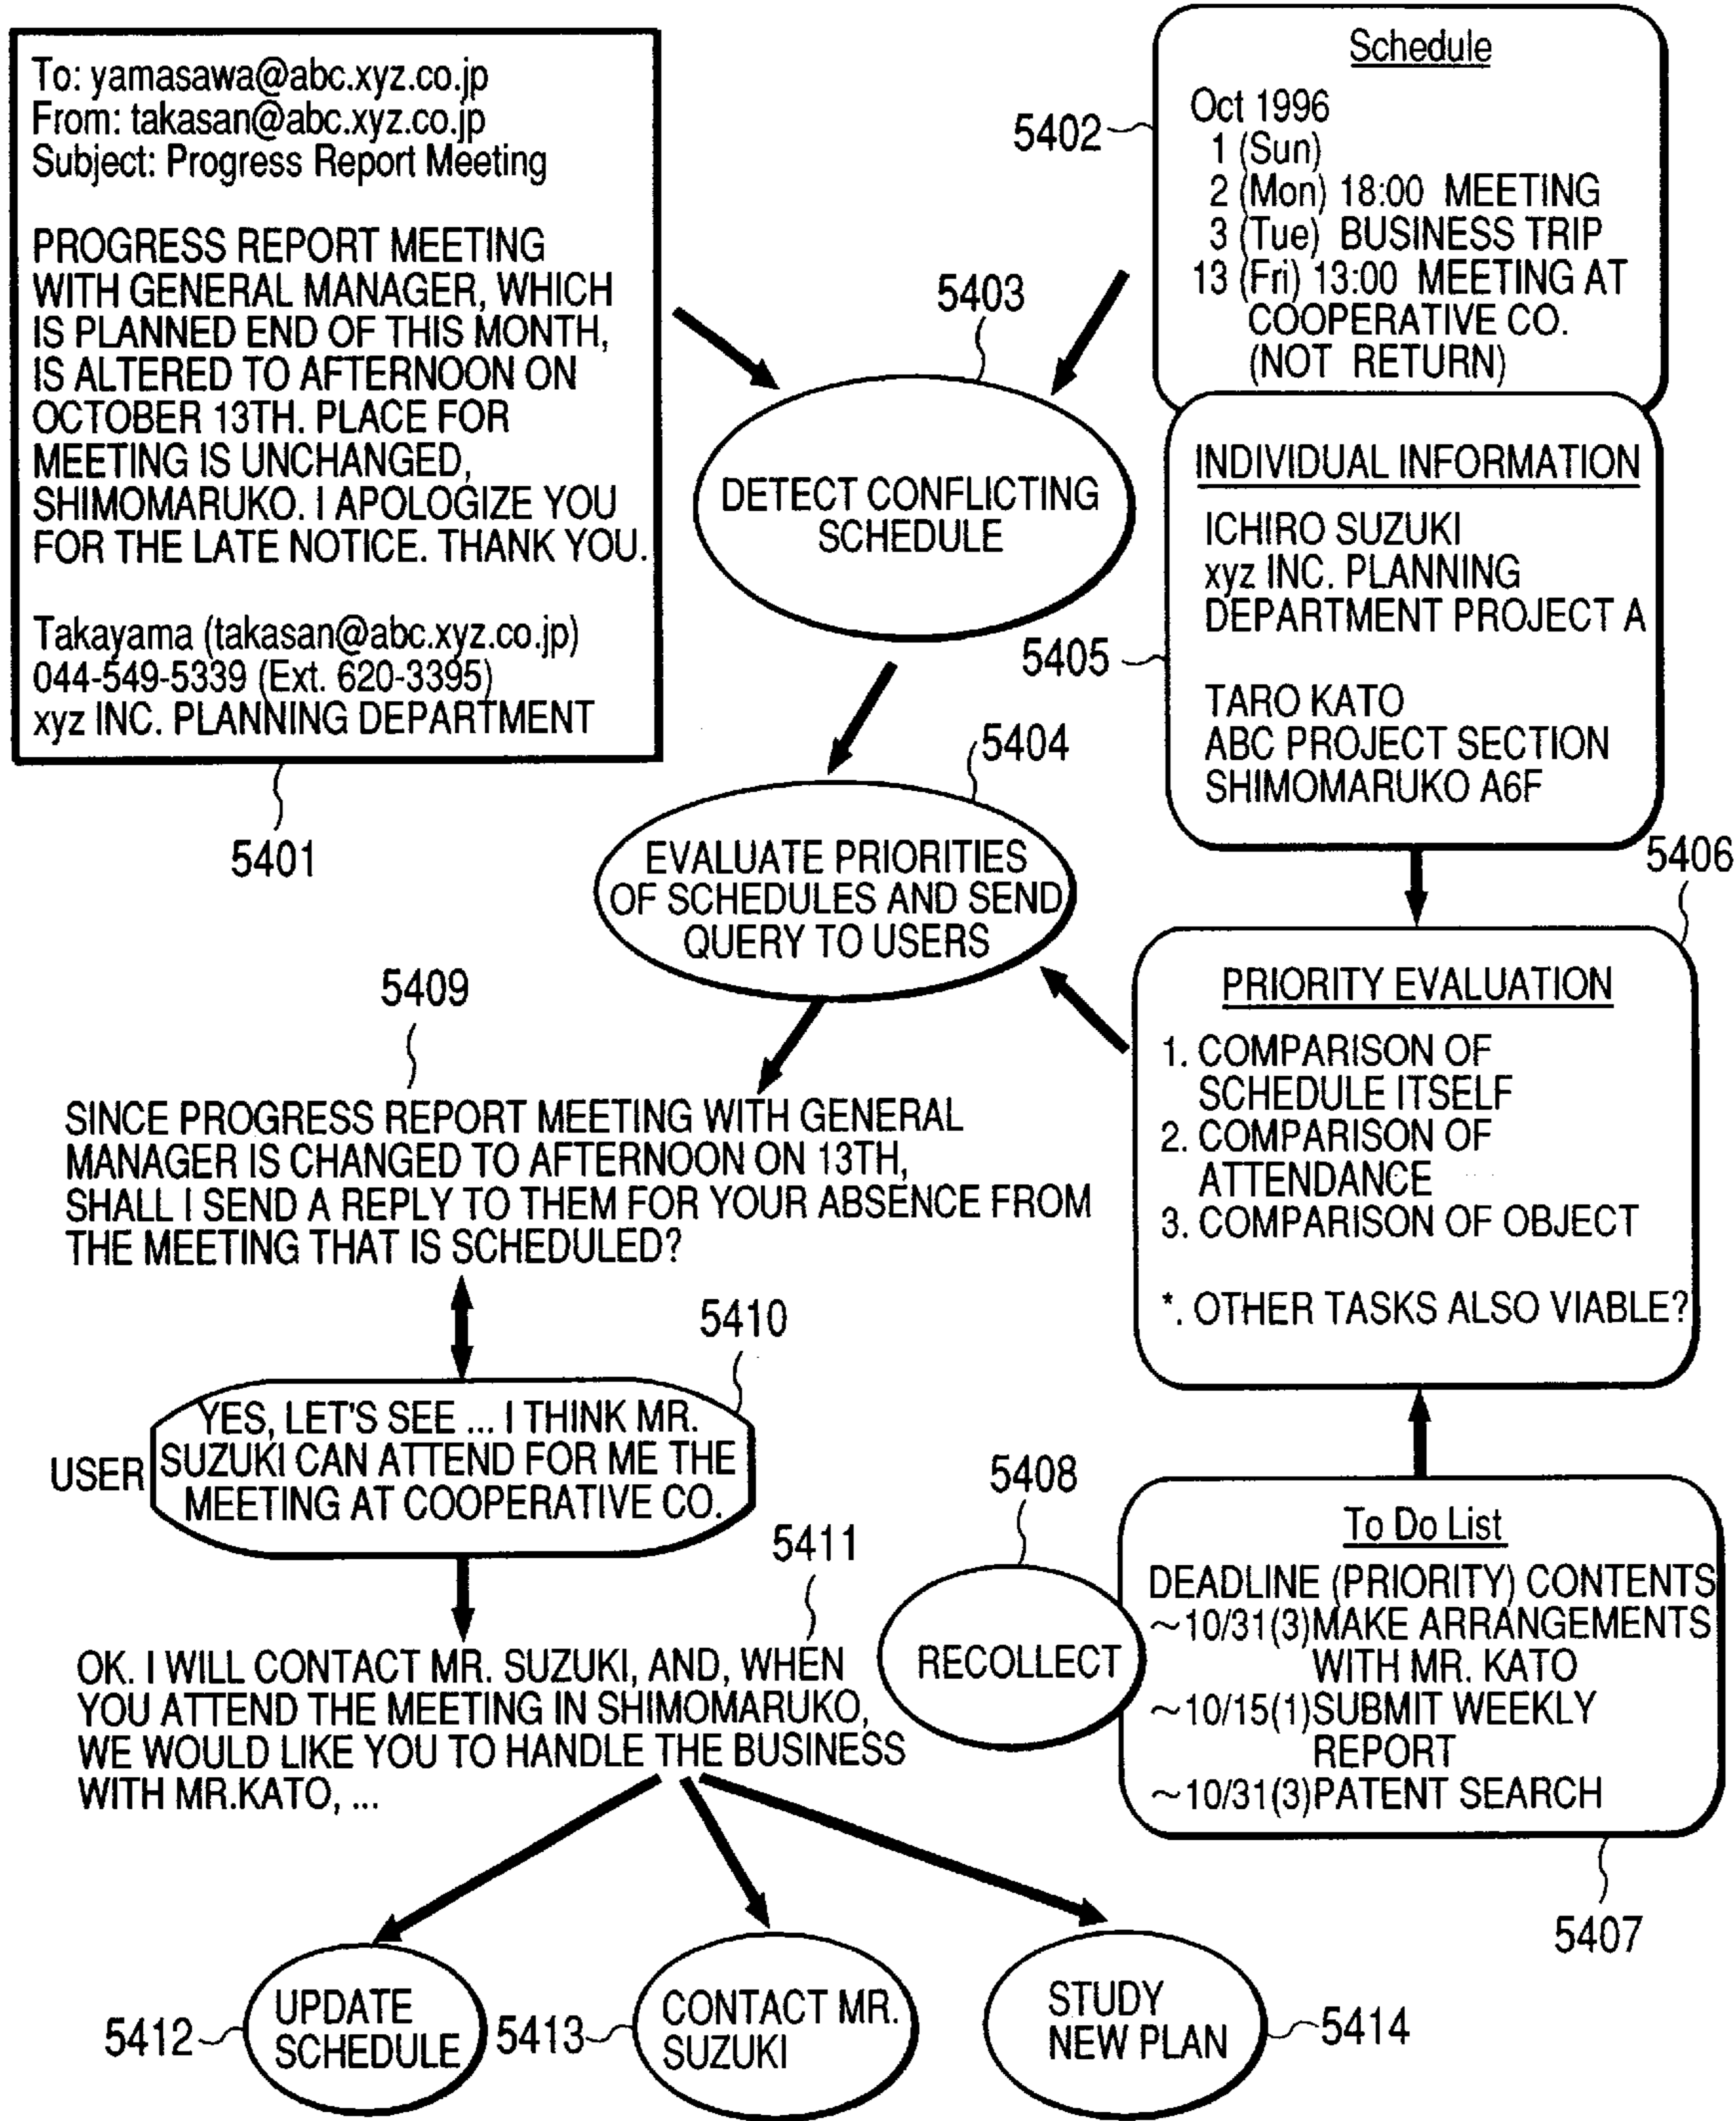 To: yamasawa@abc.xyz.co.jp
From: takasan@abc.xyz.co.jp
Subject: Progress Report Meeting
PROGRESS REPORT MEETING
WITH GENERAL MANAGER, WHICH
IS PLANNED END OF THIS MONTH,
IS ALTERED TO AFTERNOON ON
OCTOBER 13TH. PLACE FOR
MEETING IS UNCHANGED,
SHIMOMARUKO. I APOLOGIZE YOU
FOR THE LATE NOTICE. THANK YOU.
Takayama (takasan@abc.xyz.co.jp)
044-549-5339 (Ext. 620-3395)
xyz INC. PLANNING DEPARTMENT
5401
Schedule
Oct 1996
1 (Sun)
2 (Mon) 18:00 MEETING
3 (Tue) BUSINESS TRIP
13 (Fri) 13:00 MEETING AT
COOPERATIVE CO.
(NOT RETURN)
5402
5403
DETECT CONFLICTING
SCHEDULE
INDIVIDUAL INFORMATION
ICHIRO SUZUKI
xyz INC. PLANNING
DEPARTMENT PROJECT A
TARO KATO
ABC PROJECT SECTION
SHIMOMARUKO A6F
5405
5404
EVALUATE PRIORITIES
OF SCHEDULES AND SEND
QUERY TO USERS
5406
PRIORITY EVALUATION
1. COMPARISON OF
SCHEDULE ITSELF
2. COMPARISON OF
ATTENDANCE
3. COMPARISON OF OBJECT
*. OTHER TASKS ALSO VIABLE?
5409
SINCE PROGRESS REPORT MEETING WITH GENERAL
MANAGER IS CHANGED TO AFTERNOON ON 13TH,
SHALL I SEND A REPLY TO THEM FOR YOUR ABSENCE FROM
THE MEETING THAT IS SCHEDULED?
5410
USER
YES, LET'S SEE ... I THINK MR.
SUZUKI CAN ATTEND FOR ME THE
MEETING AT COOPERATIVE CO.
5408
RECOLLECT
To Do List
DEADLINE (PRIORITY) CONTENTS
~10/31(3)MAKE ARRANGEMENTS
WITH MR. KATO
~10/15(1)SUBMIT WEEKLY
REPORT
~10/31(3)PATENT SEARCH
5407
5411
OK. I WILL CONTACT MR. SUZUKI, AND, WHEN
YOU ATTEND THE MEETING IN SHIMOMARUKO,
WE WOULD LIKE YOU TO HANDLE THE BUSINESS
WITH MR.KATO, ...
5412
UPDATE
SCHEDULE
5413
CONTACT MR.
SUZUKI
STUDY
NEW PLAN
5414